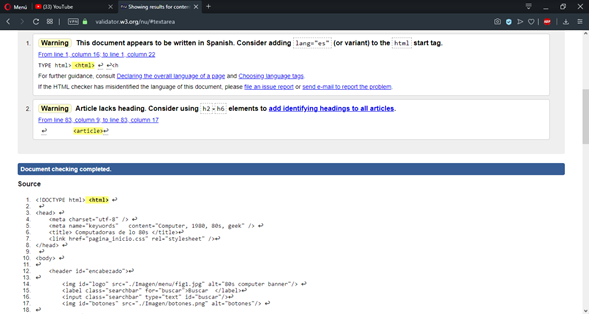 Menú
(33) YouTube
Showing results for conten
VPN
validator.w3.org/nu/#textarea
1. Warning This document appears to be written in Spanish. Consider adding lang="es" (or variant) to the html start tag.
From line 1, column 16; to line 1, column 22
TYPE html><html> ↩ ↩ch
For further guidance, consult Declaring the overall language of a page and Choosing language tags.
If the HTML checker has misidentified the language of this document, please file an issue report or send e-mail to report the problem.
2. Warning Article lacks heading. Consider using h2-h6 elements to add identifying headings to all articles.
From line 83, column 9; to line 83, column 17
↩ <article>↩
Document checking completed.
Source
1. <!DOCTYPE html> <html> ↩
2. ↩
3. <head> ↩
4. <meta charset="utf-8" /> ↩
5. <meta name="keywords" content="Computer, 1980, 80s, geek" /> ↩
6. <title> Computadoras de lo 80s </title>↩
7. <link href="pagina_inicio.css" rel="stylesheet" />↩
8. </head> ↩
9. ↩
10. <body> ↩
11. ↩
12. <header id="encabezado">↩
13. ↩
14. <img id="logo" src="./Imagen/menu/fig1.jpg" alt="80s computer banner"/> ↩
15. <label class="searchbar" for="buscar">Buscar </label>↩
16. <input class="searchbar" type="text" id="buscar"/>↩
17. <img id="botones" src="./Imagen/botones.png" alt="botones"/> ↩
18. ↩